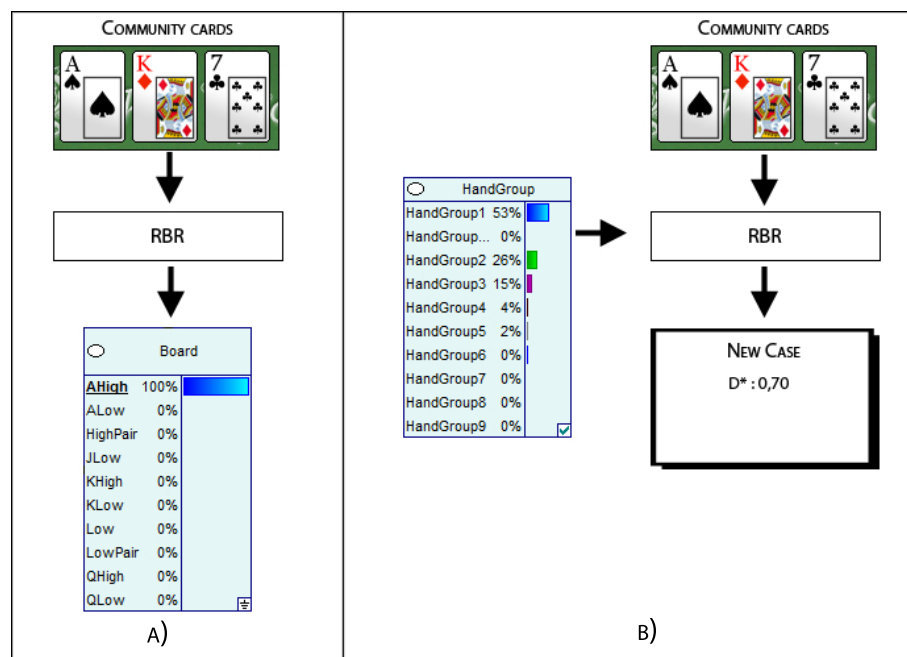 COMMUNITY CARDS
A K 7
RBR
Board
AHigh 100%
ALow 0%
HighPair 0%
JLow 0%
KHigh 0%
KLow 0%
Low 0%
LowPair 0%
QHigh 0%
QLow 0%
A)
COMMUNITY CARDS
A K 7
HandGroup
HandGroup1 53%
HandGroup... 0%
HandGroup2 26%
HandGroup3 15%
HandGroup4 4%
HandGroup5 2%
HandGroup6 0%
HandGroup7 0%
HandGroup8 0%
HandGroup9 0%
RBR
NEW CASE
D* : 0,70
B)